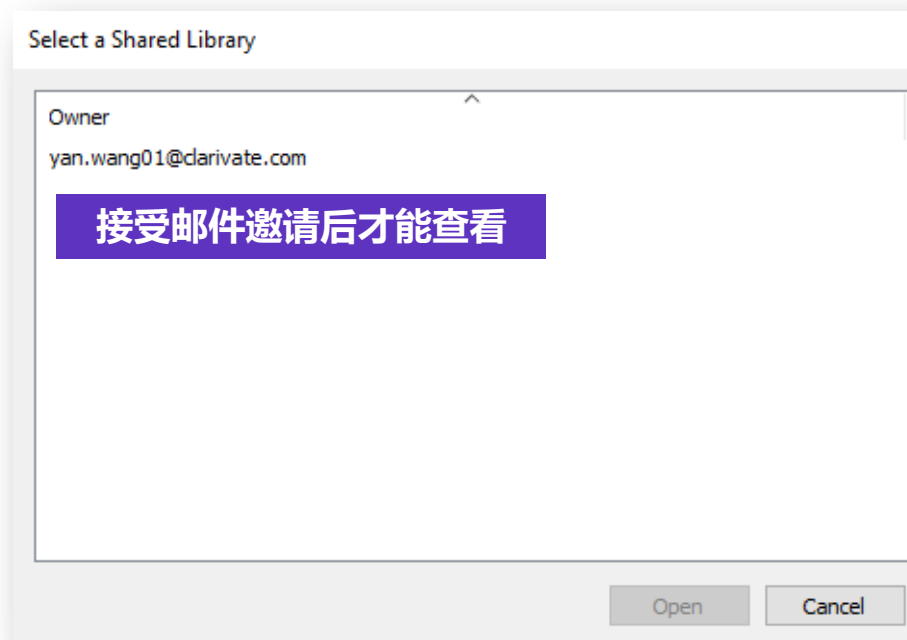 Select a Shared Library
Owner
yan.wang01@clarivate.com
接受邮件邀请后才能查看
Open
Cancel